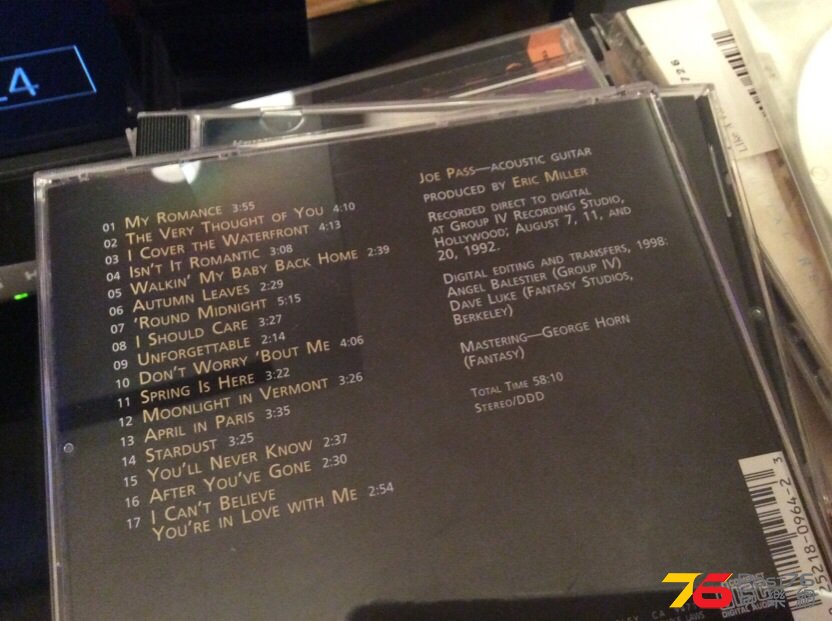 .4
01 My Romance 3:55
02 The Very Thought of You 4:10
03 I Cover the Waterfront 4:13
04 Isn't It Romantic 3:08
05 Walkin' My Baby Back Home 2:39
06 Autumn Leaves 2:29
07 'Round Midnight 5:15
08 I Should Care 3:27
09 Unforgettable 2:14
10 Don't Worry 'Bout Me 4:06
11 Spring Is Here 3:22
12 Moonlight in Vermont 3:26
13 April in Paris 3:35
14 Stardust 3:25
15 You'll Never Know 2:37
16 After You've Gone 2:30
17 I Can't Believe
You're in Love with Me 2:54
Joe Pass—acoustic guitar
produced by Eric Miller
Recorded direct to digital
at Group IV Recording Studio,
Hollywood; August 7, 11, and
20, 1992.
Digital editing and transfers, 1998:
Angel Balestier (Group IV)
Dave Luke (Fantasy Studios,
Berkeley)
Mastering—George Horn
(Fantasy)
Total Time 58:10
Stereo/DDD
25218-0964-2 3
76
DIGITAL AUDIO